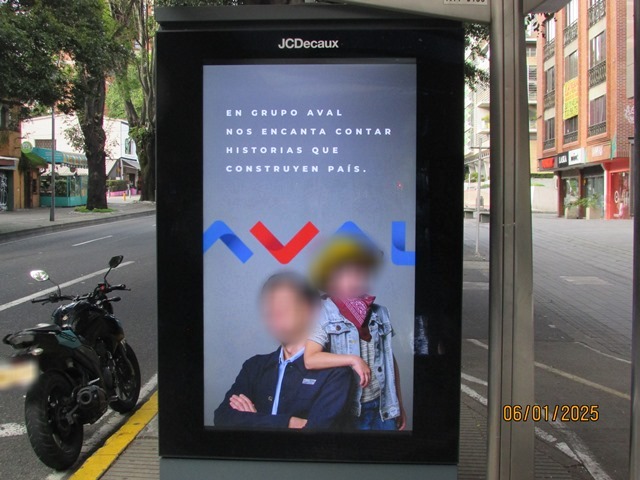 JCDecaux
EN GRUPO AVAL
NOS ENCANTA CONTAR
HISTORIAS QUE
CONSTRUYEN PAÍS.
AVAL
06/01/2025